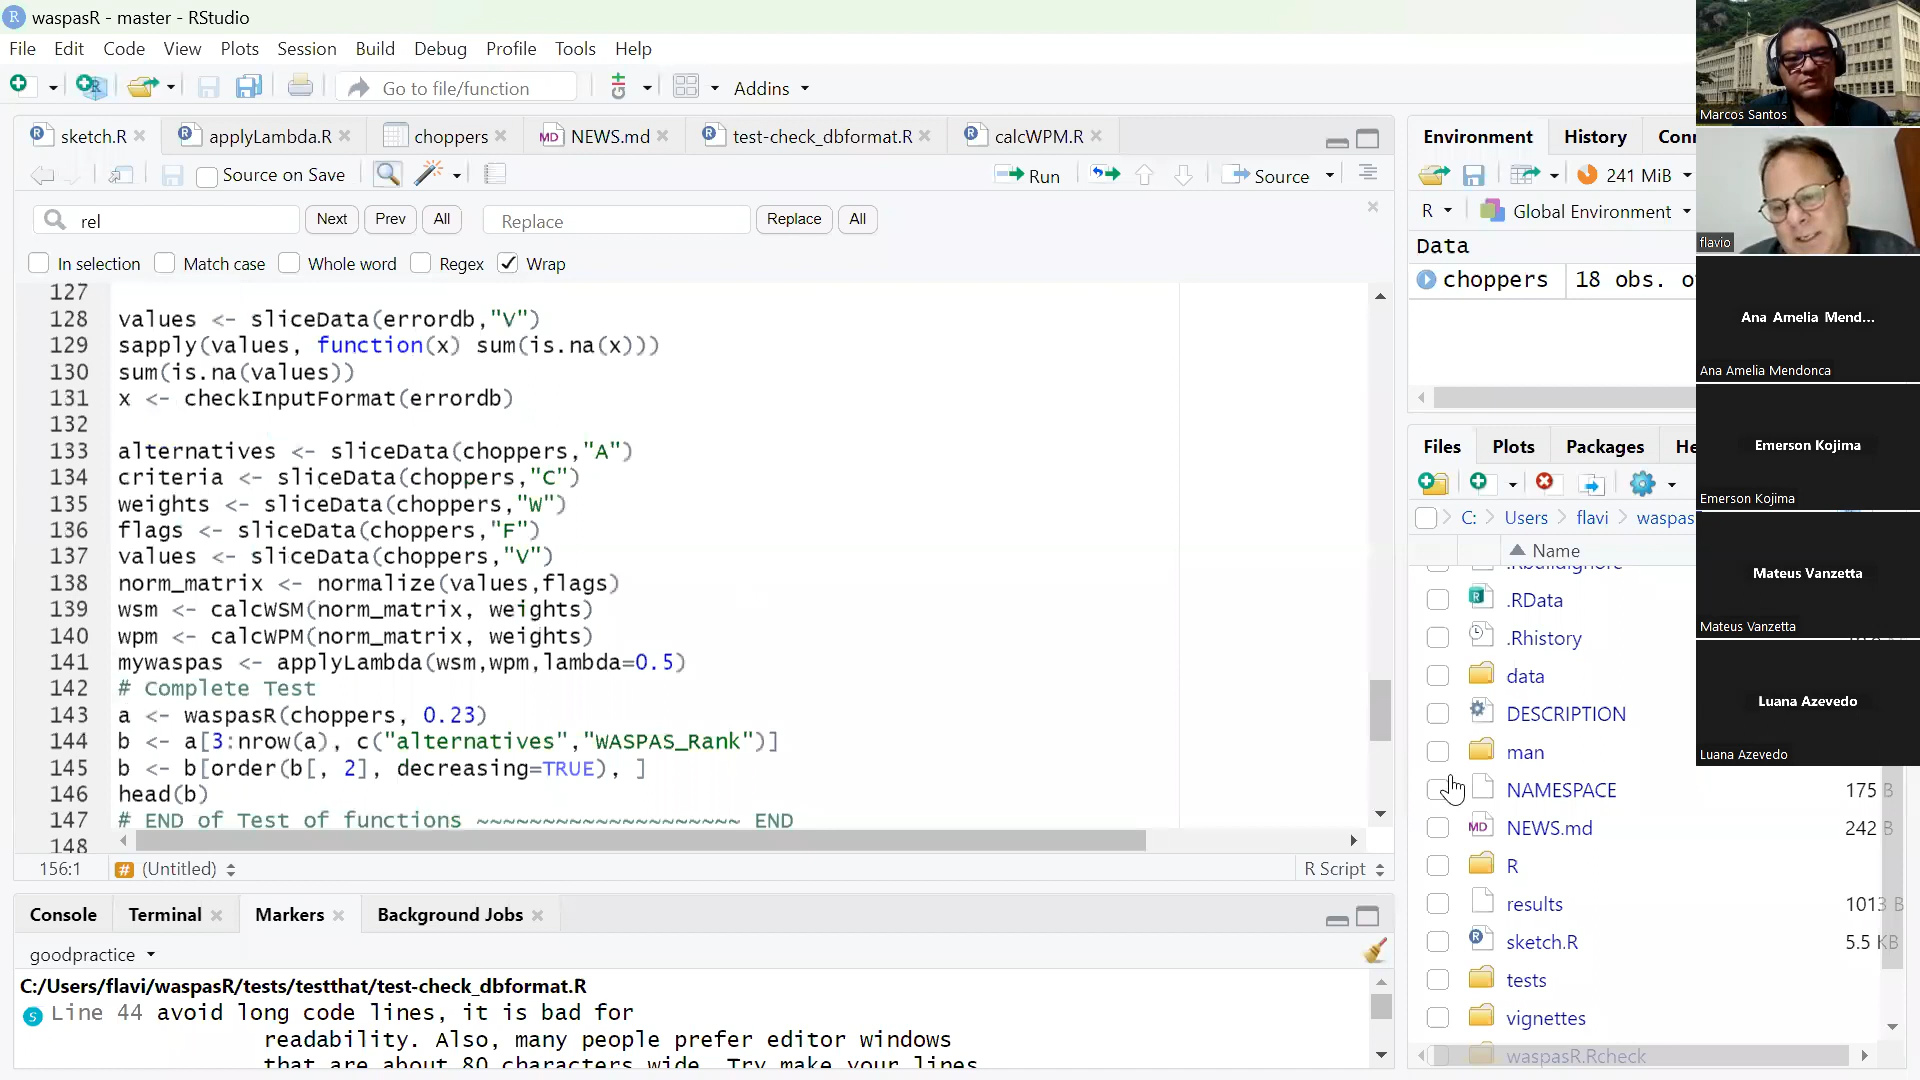 waspasR - master - RStudio
File Edit Code View Plots Session Build Debug Profile Tools Help
Go to file/function Addins
sketch.R applyLambda.R choppers NEWS.md test-check_dbformat.R calcWPM.R
Source on Save Run Source
rel Next Prev All Replace Replace All
In selection Match case Whole word Regex Wrap
127
128 values <- sliceData(errordb,"V")
129 sapply(values, function(x) sum(is.na(x)))
130 sum(is.na(values))
131 x <- checkInputFormat(errordb)
132
133 alternatives <- sliceData(choppers,"A")
134 criteria <- sliceData(choppers,"C")
135 weights <- sliceData(choppers,"W")
136 flags <- sliceData(choppers,"F")
137 values <- sliceData(choppers,"V")
138 norm_matrix <- normalize(values,flags)
139 wsm <- calcWSM(norm_matrix, weights)
140 wpm <- calcWPM(norm_matrix, weights)
141 mywaspas <- applyLambda(wsm,wpm,lambda=0.5)
142 # Complete Test
143 a <- waspasR(choppers, 0.23)
144 b <- a[3:nrow(a), c("alternatives","WASPAS_Rank")]
145 b <- b[order(b[, 2], decreasing=TRUE), ]
146 head(b)
147 # END of Test of functions ~~~~~~~~~~~~~~~~~~~~ END
148
156:1 (Untitled) R Script
Console Terminal Markers Background Jobs
goodpractice
C:/Users/flavi/waspasR/tests/testthat/test-check_dbformat.R
Line 44 avoid long code lines, it is bad for
readability. Also, many people prefer editor windows
that are about 80 characters wide. Try make your lines
Environment History Conn
241 MiB
R Global Environment
Data
choppers 18 obs. o
Files Plots Packages He
C: Users flavi waspas
Name
.Rbuildignore
.RData
.Rhistory
data
DESCRIPTION
man
NAMESPACE 175 B
NEWS.md 242 B
R
results 1013 B
sketch.R 5.5 KB
tests
vignettes
waspasR.Rcheck
Marcos Santos
flavio
Ana Amelia Mend...
Ana Amelia Mendonca
Emerson Kojima
Emerson Kojima
Mateus Vanzetta
Mateus Vanzetta
Luana Azevedo
Luana Azevedo